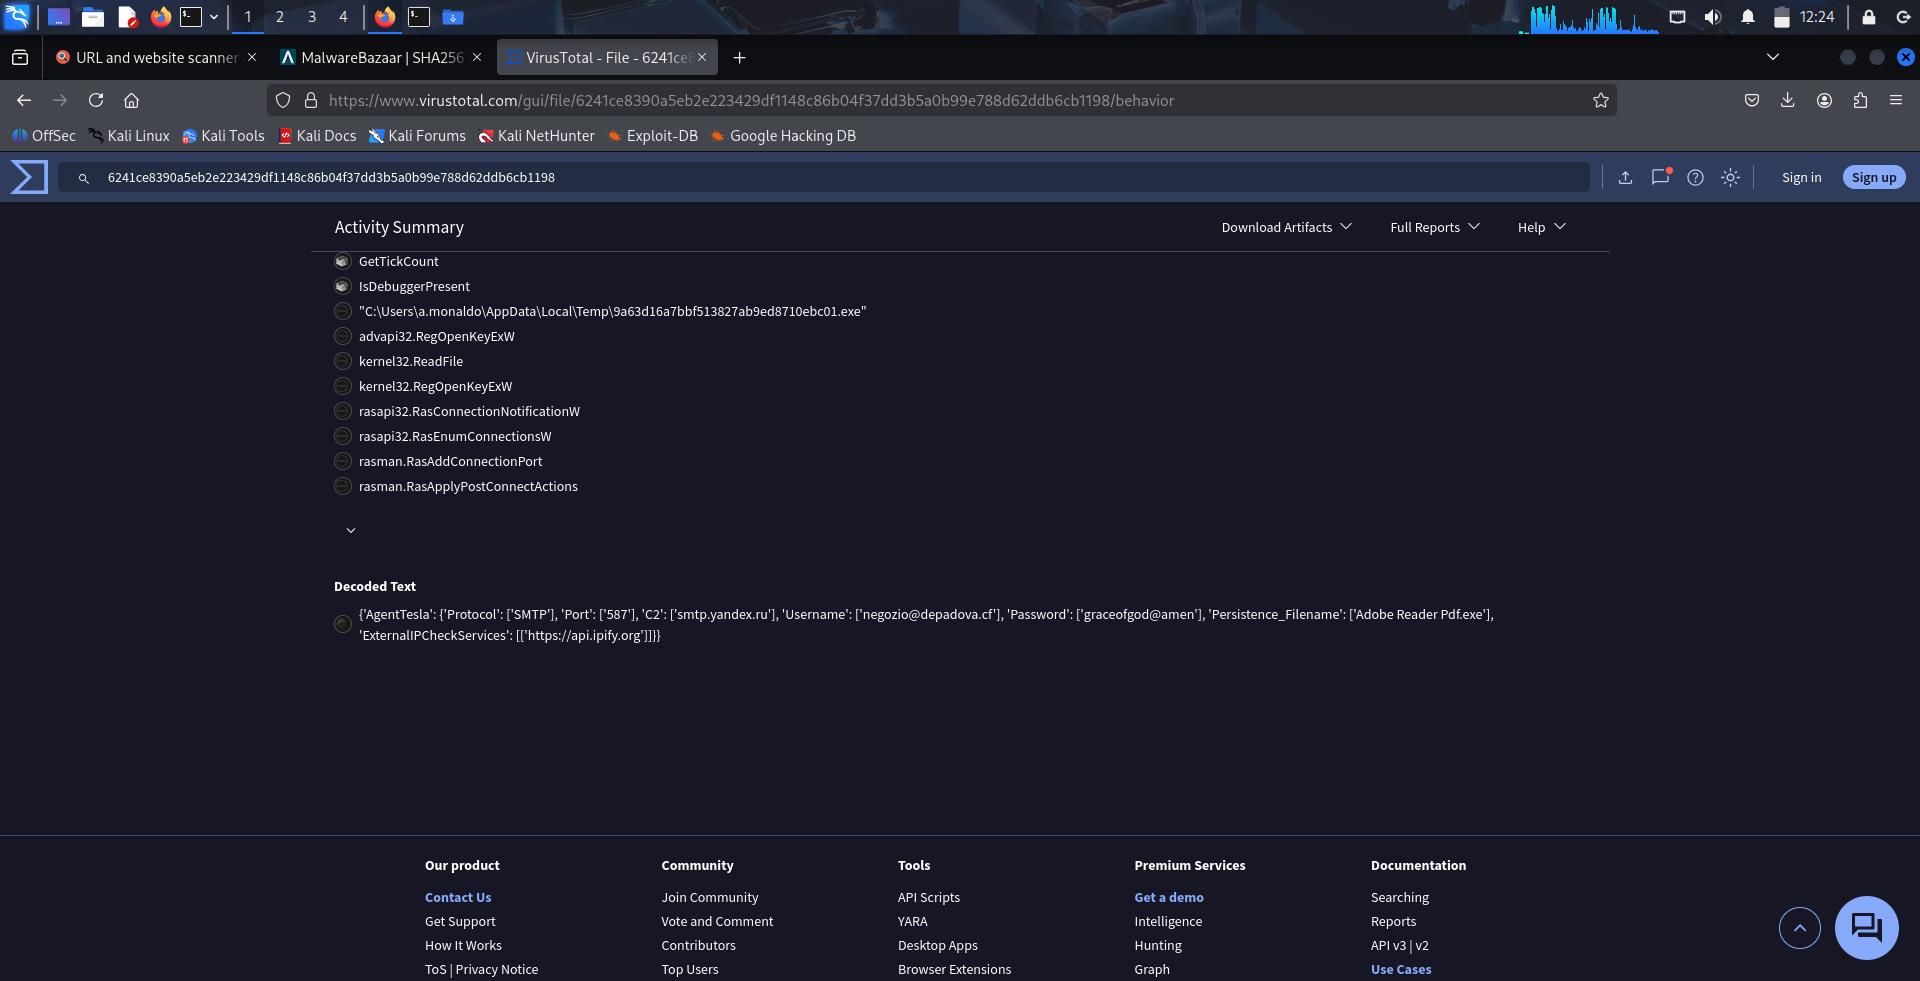 1 2 3 4 12:24
URL and website scanner MalwareBazaar | SHA256 VirusTotal - File - 6241ce8
https://www.virustotal.com/gui/file/6241ce8390a5eb2e223429df1148c86b04f37dd3b5a0b99e788d62ddb6cb1198/behavior
OffSec Kali Linux Kali Tools Kali Docs Kali Forums Kali NetHunter Exploit-DB Google Hacking DB
6241ce8390a5eb2e223429df1148c86b04f37dd3b5a0b99e788d62ddb6cb1198 Sign in Sign up
Activity Summary Download Artifacts Full Reports Help
GetTickCount
IsDebuggerPresent
"C:\Users\a.monaldo\AppData\Local\Temp\9a63d16a7bbf513827ab9ed8710ebc01.exe"
advapi32.RegOpenKeyExW
kernel32.ReadFile
kernel32.RegOpenKeyExW
rasapi32.RasConnectionNotificationW
rasapi32.RasEnumConnectionsW
rasman.RasAddConnectionPort
rasman.RasApplyPostConnectActions
Decoded Text
{'AgentTesla': {'Protocol': ['SMTP'], 'Port': ['587'], 'C2': ['smtp.yandex.ru'], 'Username': ['negozio@depadova.cf'], 'Password': ['graceofgod@amen'], 'Persistence_Filename': ['Adobe Reader Pdf.exe'],
'ExternalIPCheckServices': [['https://api.ipify.org']]}}
Our product Community Tools Premium Services Documentation
Contact Us Join Community API Scripts Get a demo Searching
Get Support Vote and Comment YARA Intelligence Reports
How It Works Contributors Desktop Apps Hunting API v3 | v2
ToS | Privacy Notice Top Users Browser Extensions Graph Use Cases